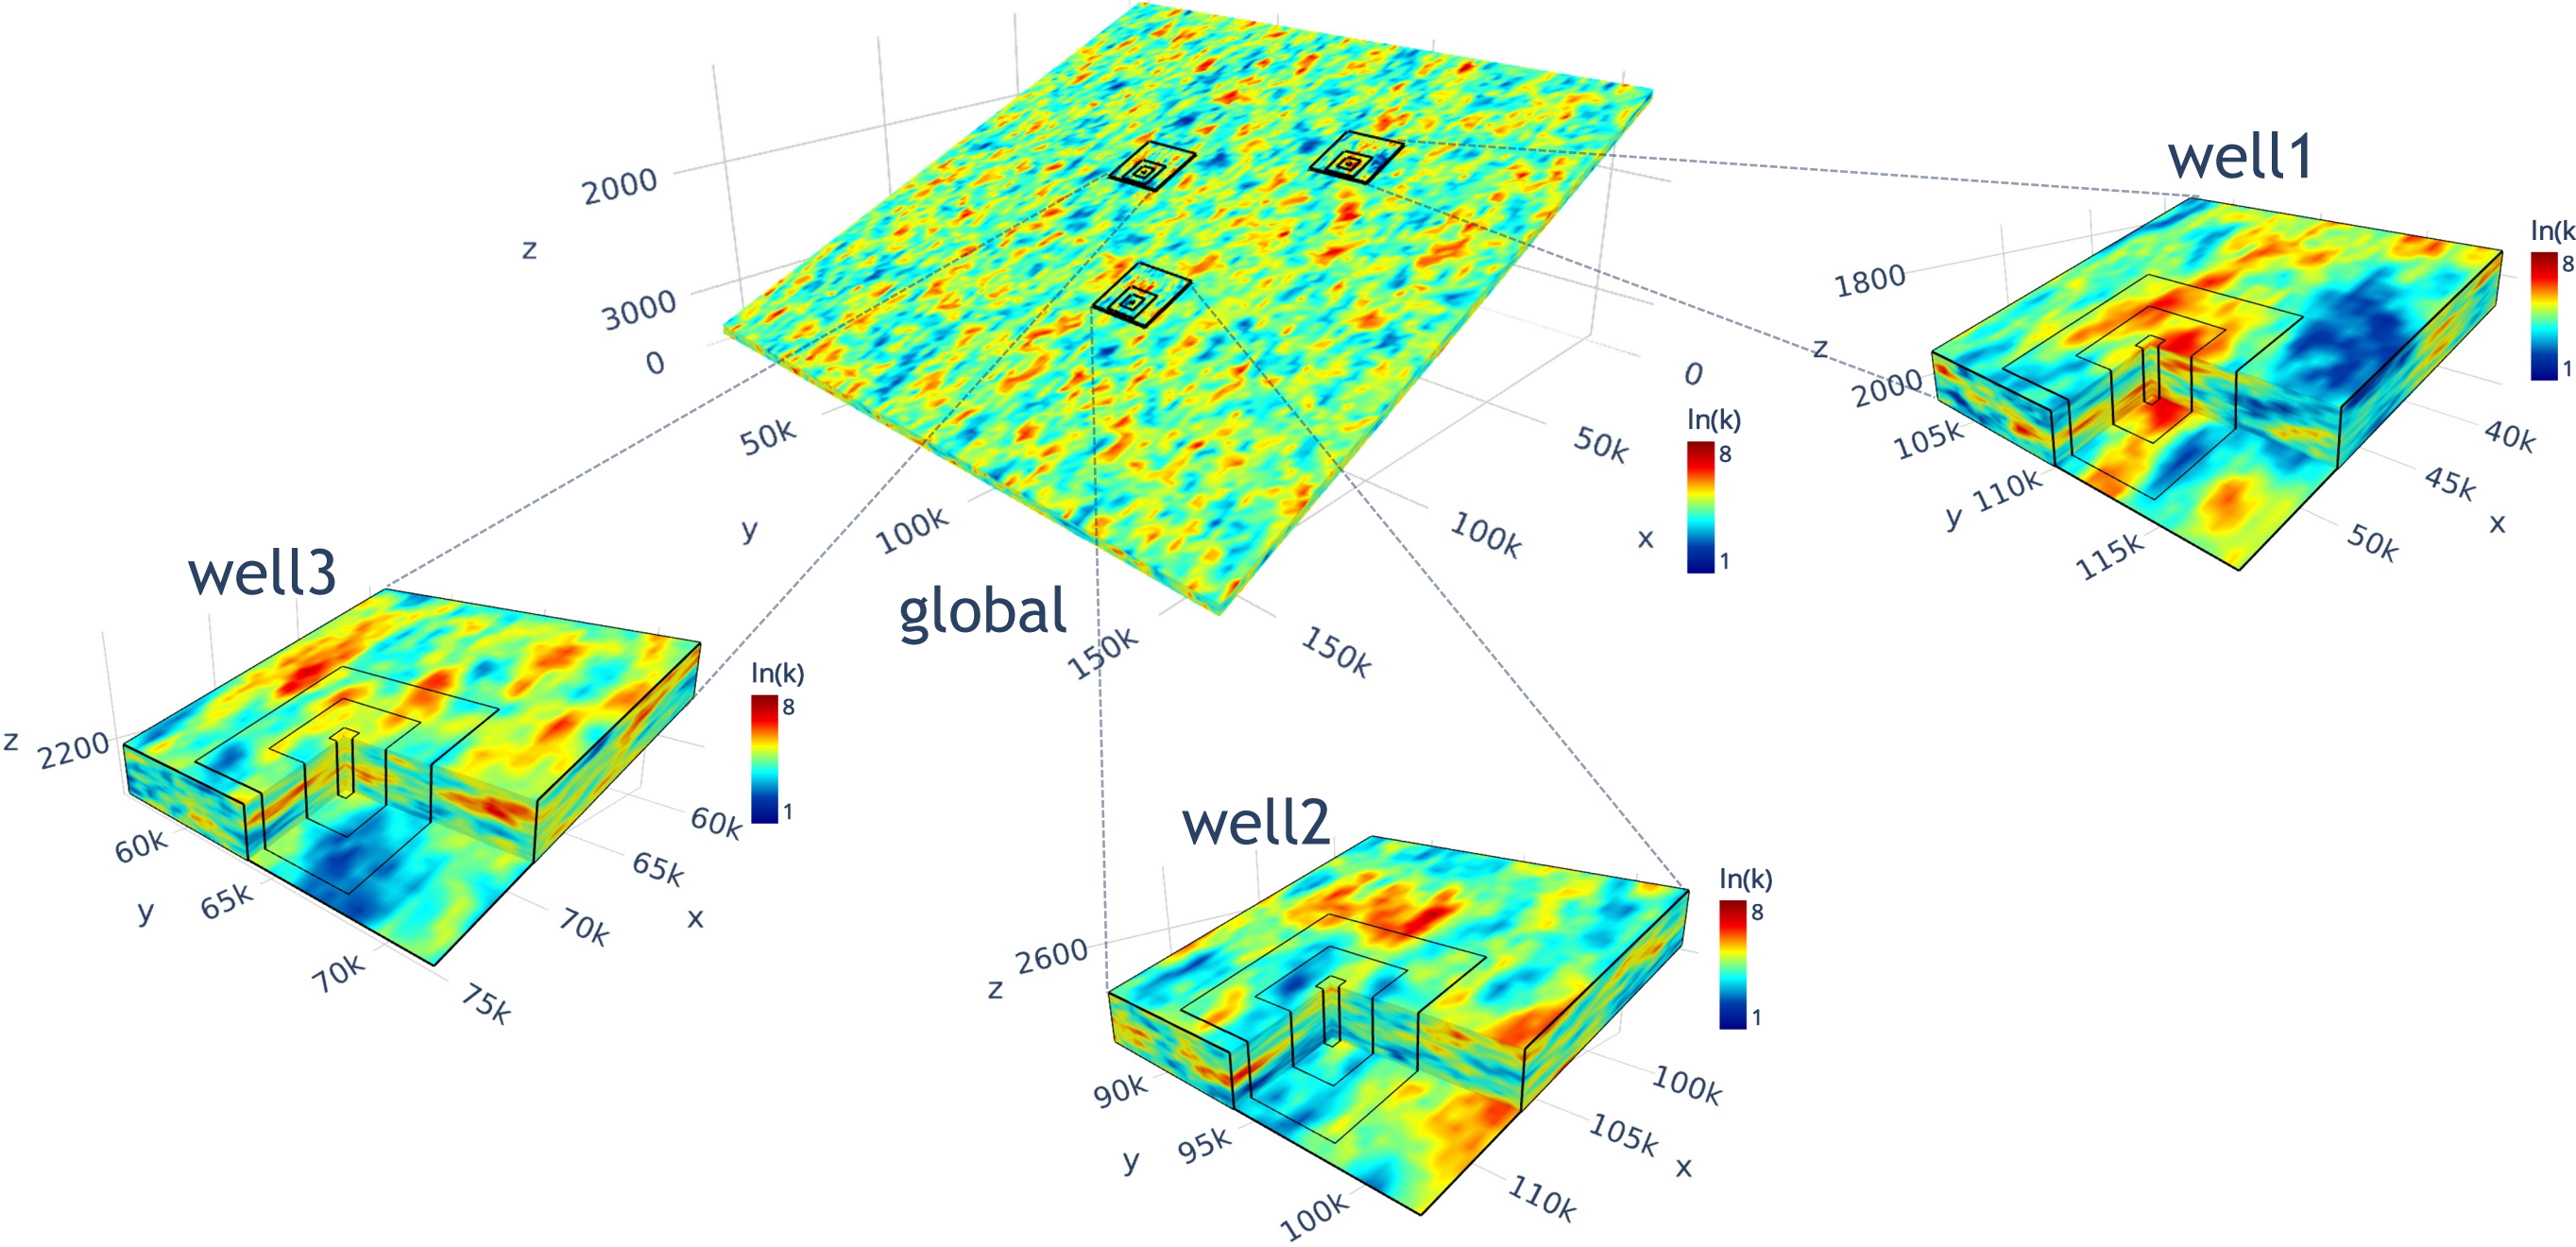 2000
z
3000
0
50k
y
100k
global
150k
0
50k
x
100k
150k
ln(k)
8
1
well1
1800
z
2000
105k
y
110k
115k
40k
45k
x
50k
ln(k
8
1
well3
z
2200
60k
y
65k
70k
60k
65k
x
70k
75k
ln(k)
8
1
well2
z
2600
90k
y
95k
100k
100k
105k
x
110k
ln(k)
8
1